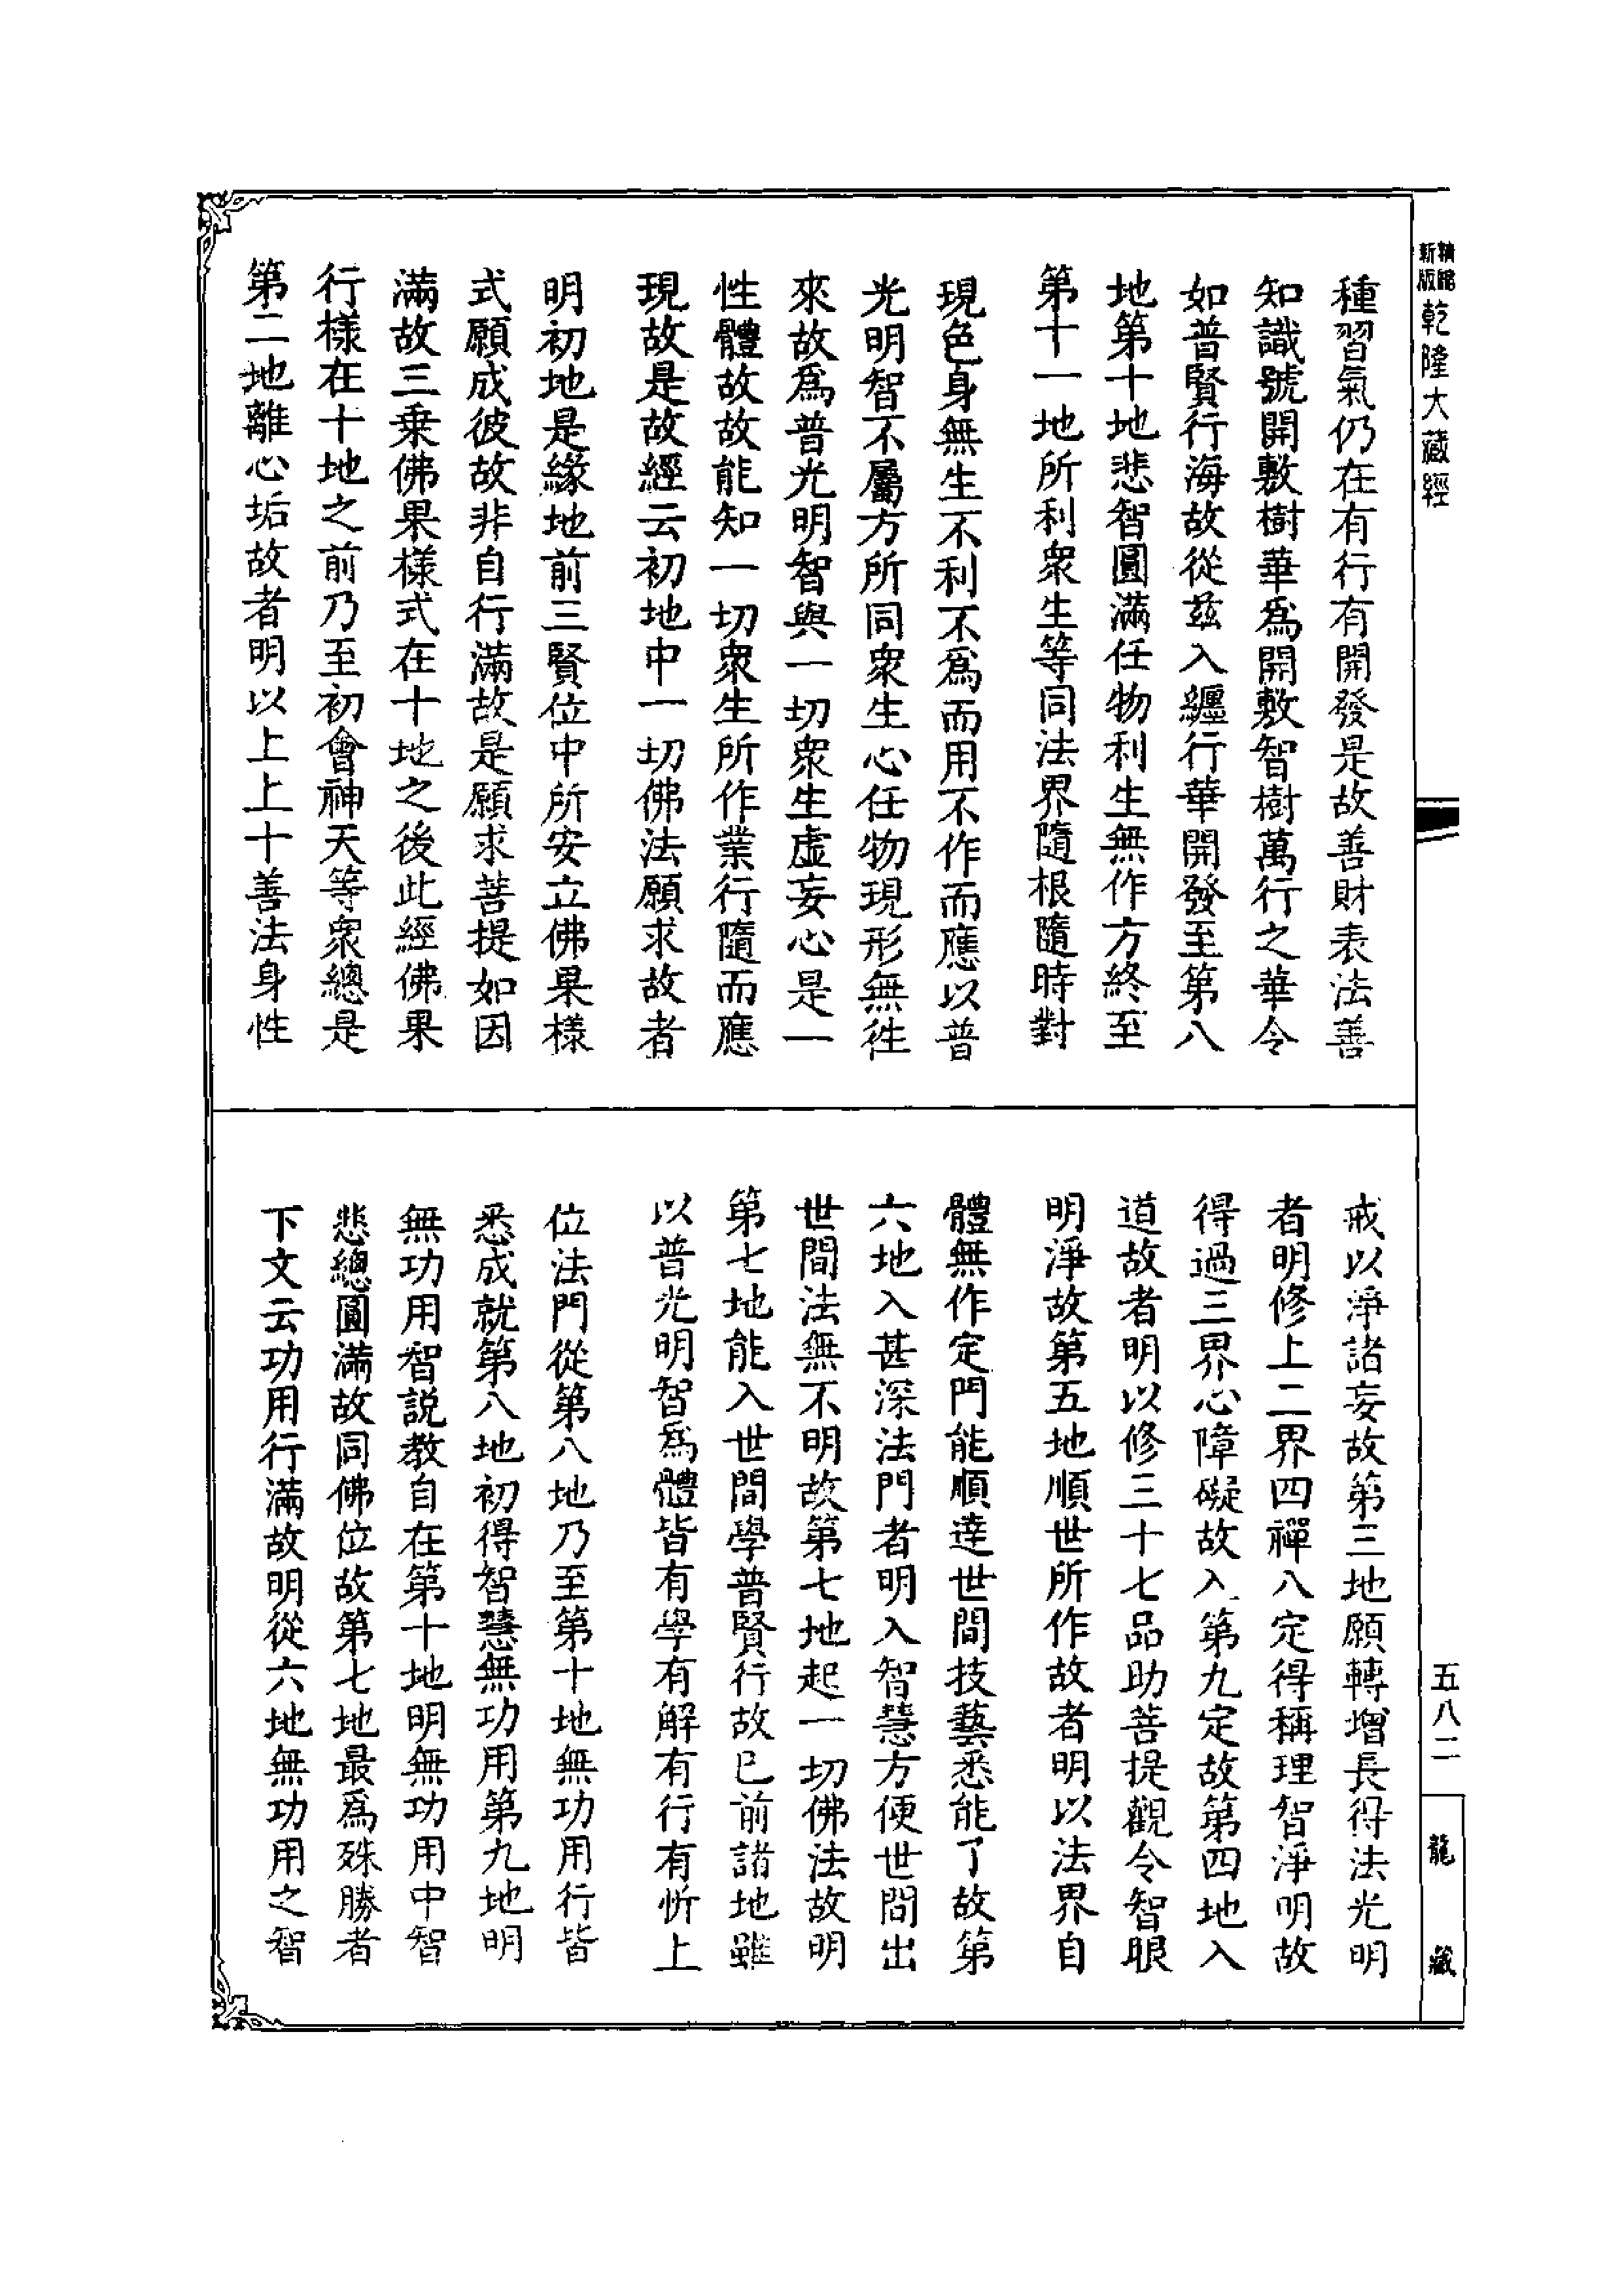 精縮
新版
乾隆大藏經
種習氣仍在有行有開發是故善財表法善
知識號開敷樹華爲開敷智樹萬行之華令
如普賢行海故從茲入纏行華開發至第八
地第十地悲智圓滿任物利生無作方終至
第十一地所利衆生等同法界隨根隨時對
現色身無生不利不爲而用不作而應以普
光明智不屬方所同衆生心任物現形無徃
來故爲普光明智與一切衆生虛妄心是一
性體故故能知一切衆生所作業行隨而應
現故是故經云初地中一切佛法願求故者
明初地是緣地前三賢位中所安立佛果樣
式願成彼故非自行滿故是願求菩提如因
滿故三乗佛果樣式在十地之後此經佛果
行樣在十地之前乃至初會神天等衆總是
第二地離心垢故者明以上上十善法身性
戒以淨諸妄故第三地願轉增長得法光明
者明修上二界四禪八定得稱理智淨明故
得過三界心障礙故入第九定故第四地入
道故者明以修三十七品助菩提觀令智眼
明淨故第五地順世所作故者明以法界自
體無作定門能順逹世間技藝悉能了故第
六地入甚深法門者明入智慧方便世間出
世間法無不明故第七地起一切佛法故明
第七地能入世間學普賢行故已前諸地雖
以普光明智爲體皆有學有解有行有忻上
位法門從第八地乃至第十地無功用行皆
悉成就第八地初得智慧無功用第九地明
無功用智説教自在第十地明無功用中智
悲總圓滿故同佛位故第七地最爲殊勝者
下文云功用行滿故明從六地無功用之智
五八二
龍藏